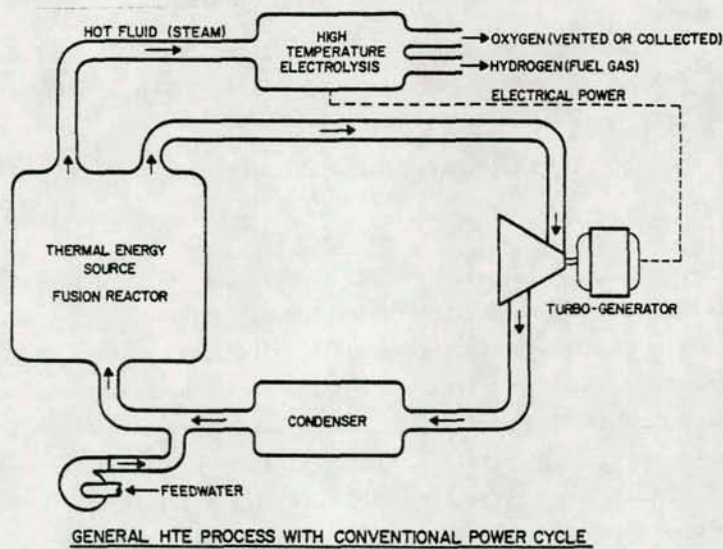 HOT FLUID (STEAM)
HIGH
TEMPERATURE
ELECTROLYSIS
OXYGEN(VENTED OR COLLECTED)
HYDROGEN(FUEL GAS)
ELECTRICAL POWER
THERMAL ENERGY
SOURCE
FUSION REACTOR
TURBO-GENERATOR
CONDENSER
FEEDWATER
GENERAL HTE PROCESS WITH CONVENTIONAL POWER CYCLE